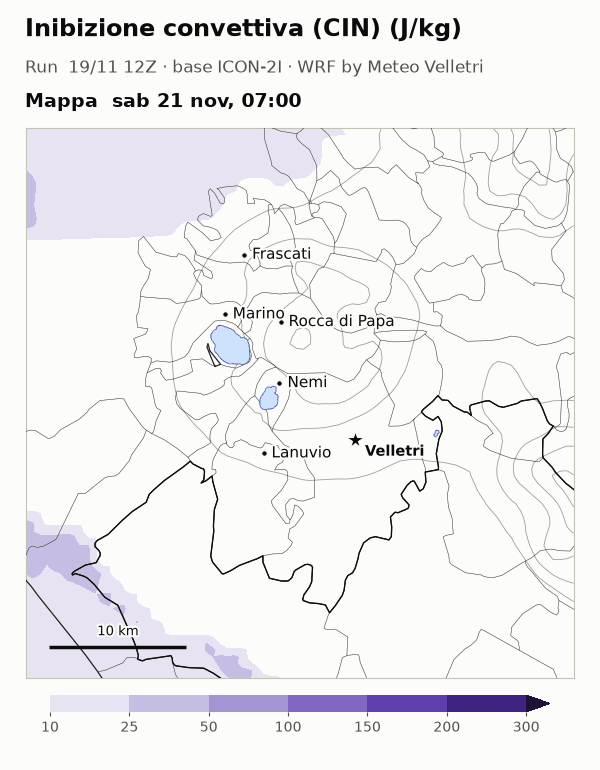 Inibizione convettiva (CIN) (J/kg)
Run  19/11 12Z · base ICON-2I · WRF by Meteo Velletri
Mappa  sab 21 nov, 07:00
Frascati
Marino
Rocca di Papa
Nemi
Velletri
Lanuvio
10 km
10 25 50 100 150 200 300